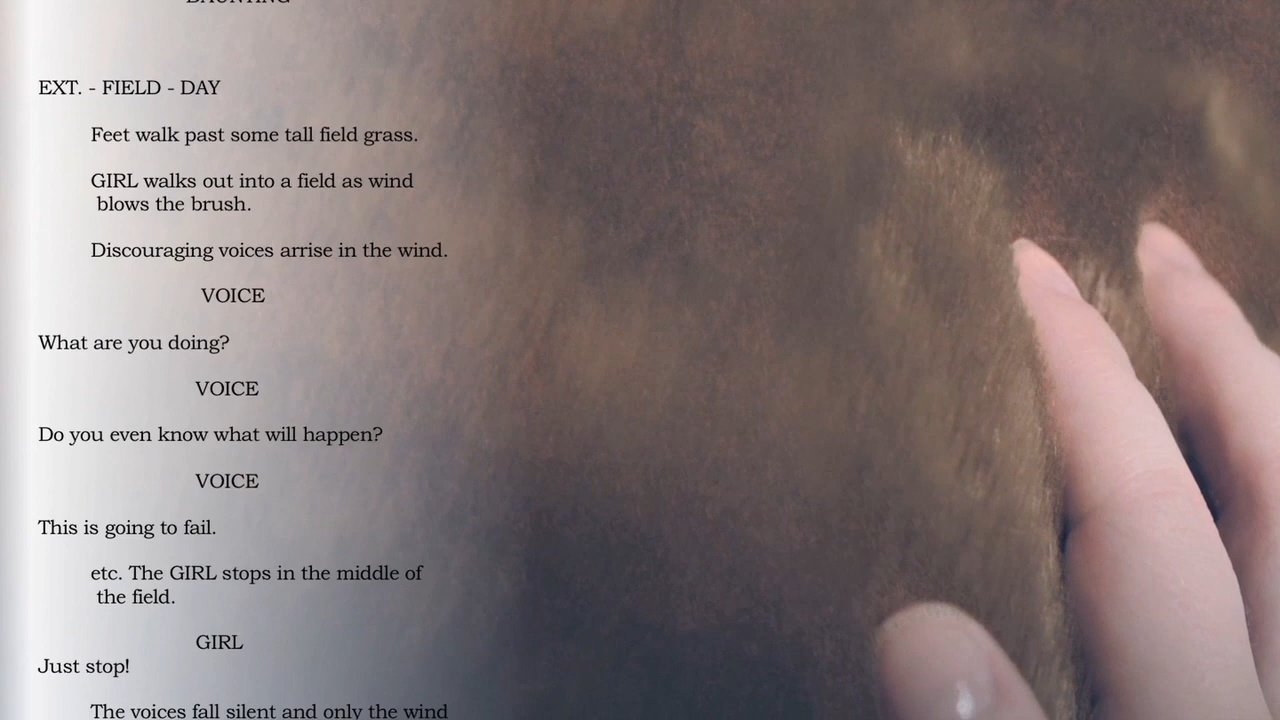 DAUNTING
EXT. - FIELD - DAY
Feet walk past some tall field grass.
GIRL walks out into a field as wind
blows the brush.
Discouraging voices arrise in the wind.
VOICE
What are you doing?
VOICE
Do you even know what will happen?
VOICE
This is going to fail.
etc. The GIRL stops in the middle of
the field.
GIRL
Just stop!
The voices fall silent and only the wind